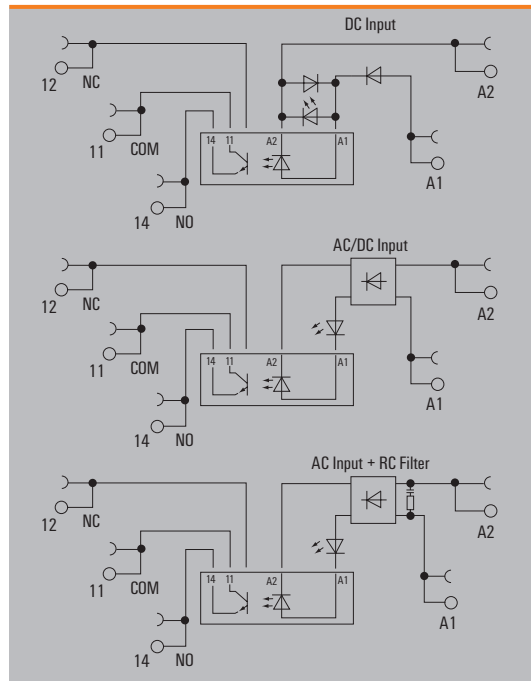 DC Input
12 NC
A2
11 COM
14 11 A2 A1
A1
14 NO
AC/DC Input
12 NC
A2
11 COM
14 11 A2 A1
A1
14 NO
AC Input + RC Filter
12 NC
A2
11 COM
14 11 A2 A1
A1
14 NO